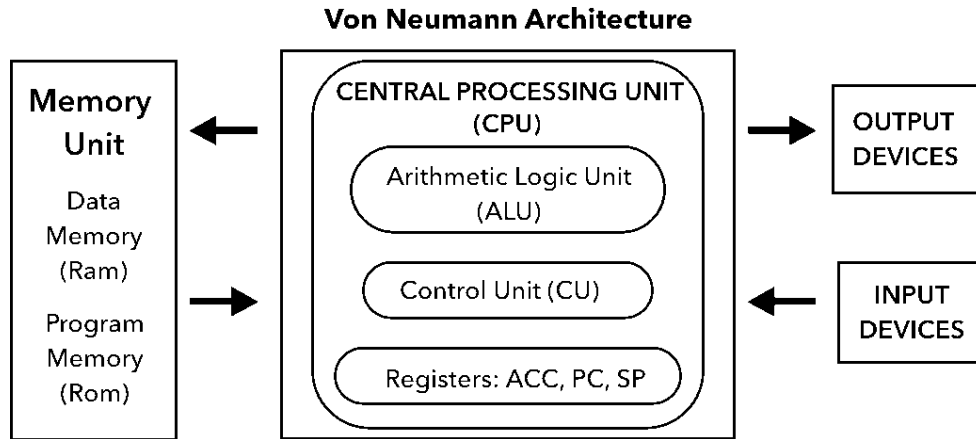 Von Neumann Architecture
Memory
Unit
Data
Memory
(Ram)
Program
Memory
(Rom)
CENTRAL PROCESSING UNIT
(CPU)
Arithmetic Logic Unit
(ALU)
Control Unit (CU)
Registers: ACC, PC, SP
OUTPUT
DEVICES
INPUT
DEVICES